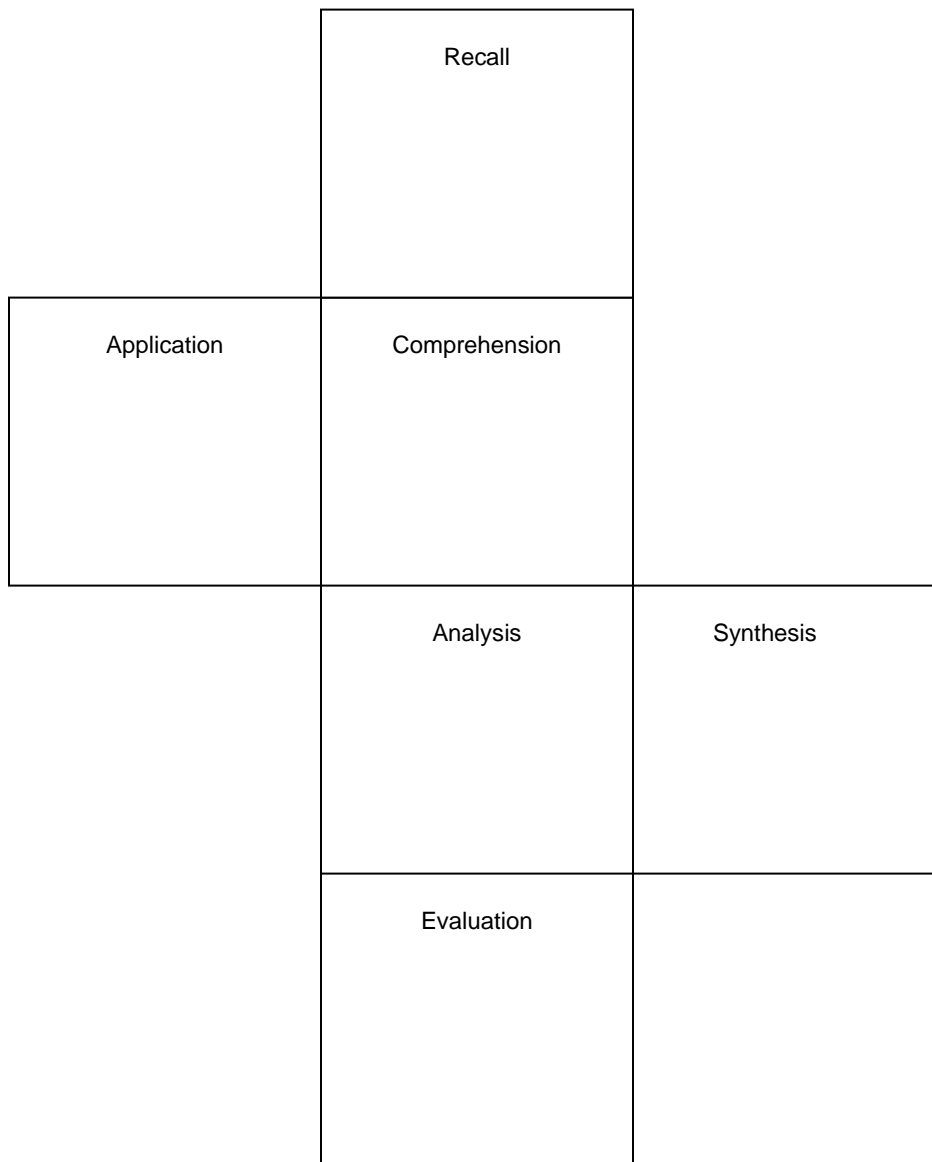 Recall
Application
Comprehension
Analysis
Synthesis
Evaluation